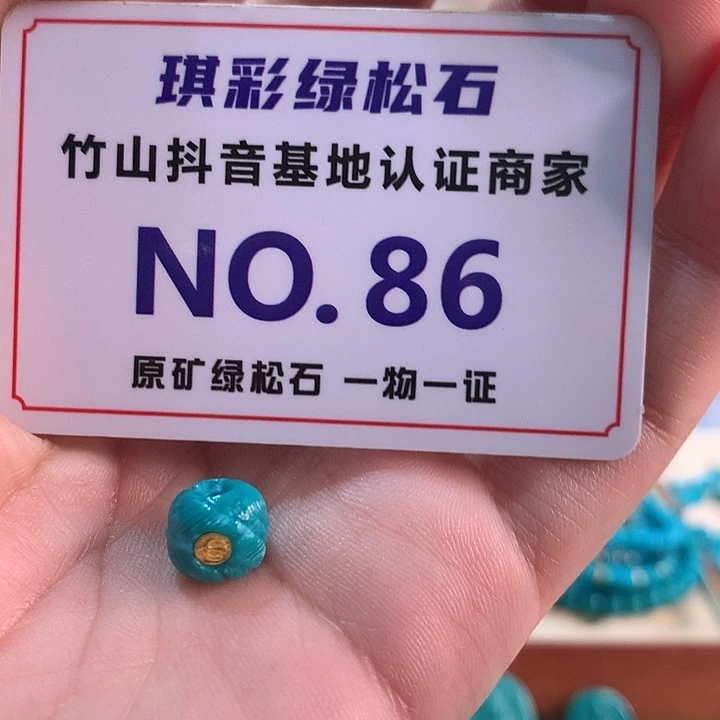 琪彩绿松石
竹山抖音基地认证商家
NO.86
原矿绿松石 一物一证